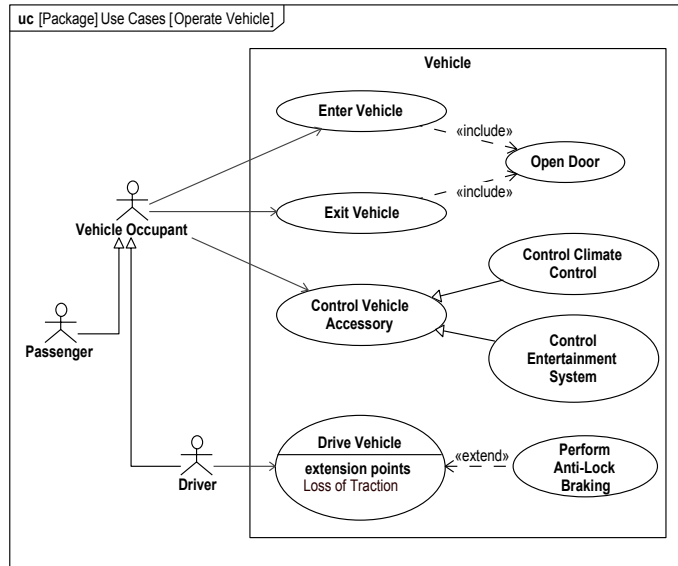 uc [Package] Use Cases [Operate Vehicle]
Vehicle
Enter Vehicle
«include»
Open Door
«include»
Exit Vehicle
Vehicle Occupant
Control Climate
Control
Control Vehicle
Accessory
Control
Entertainment
System
Passenger
Drive Vehicle
extension points
Loss of Traction
«extend»
Perform
Anti-Lock
Braking
Driver